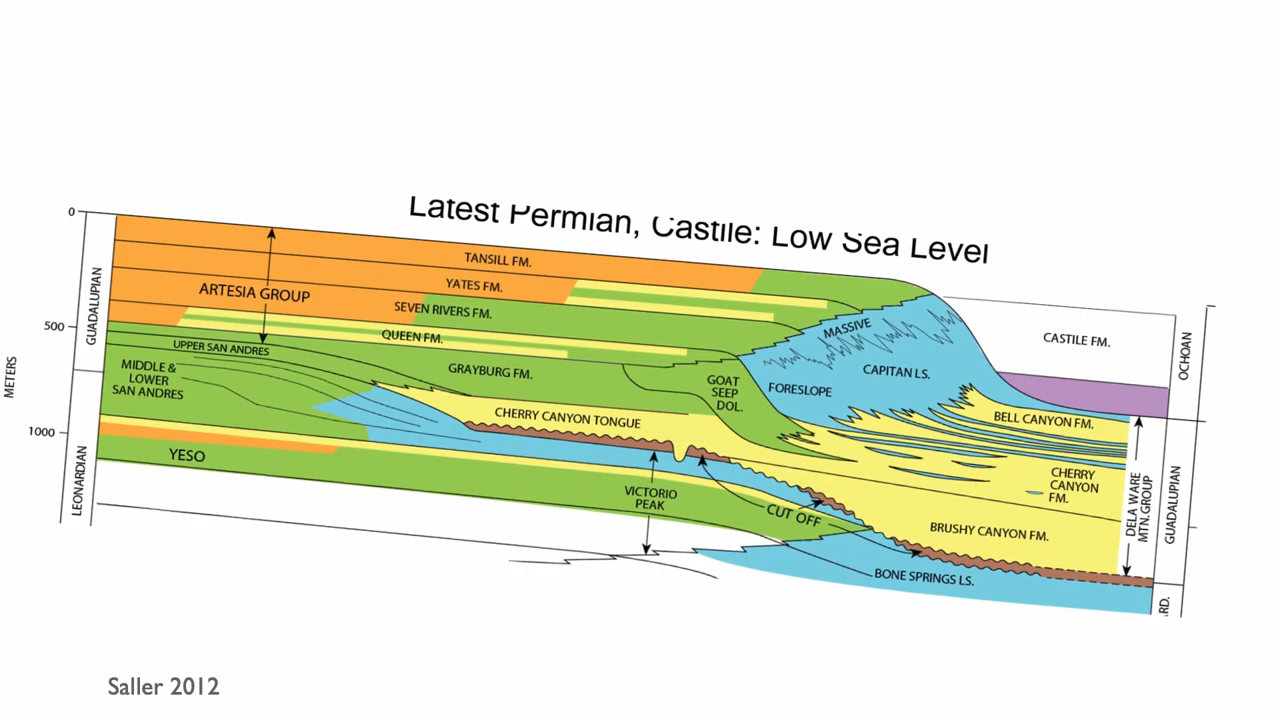 Latest Permian, Castile: Low Sea Level
0
500
1000
METERS
GUADALUPIAN
LEONARDIAN
TANSILL FM.
YATES FM.
ARTESIA GROUP
SEVEN RIVERS FM.
QUEEN FM.
UPPER SAN ANDRES
MIDDLE &
LOWER
SAN ANDRES
GRAYBURG FM.
GOAT
SEEP
DOL.
MASSIVE
FORESLOPE
CAPITAN LS.
CASTILE FM.
OCHOAN
CHERRY CANYON TONGUE
BELL CANYON FM.
CHERRY
CANYON
FM.
YESO
VICTORIO
PEAK
CUT OFF
BRUSHY CANYON FM.
BONE SPRINGS LS.
DELA WARE
MTN.GROUP
GUADALUPIAN
RD.
Saller 2012